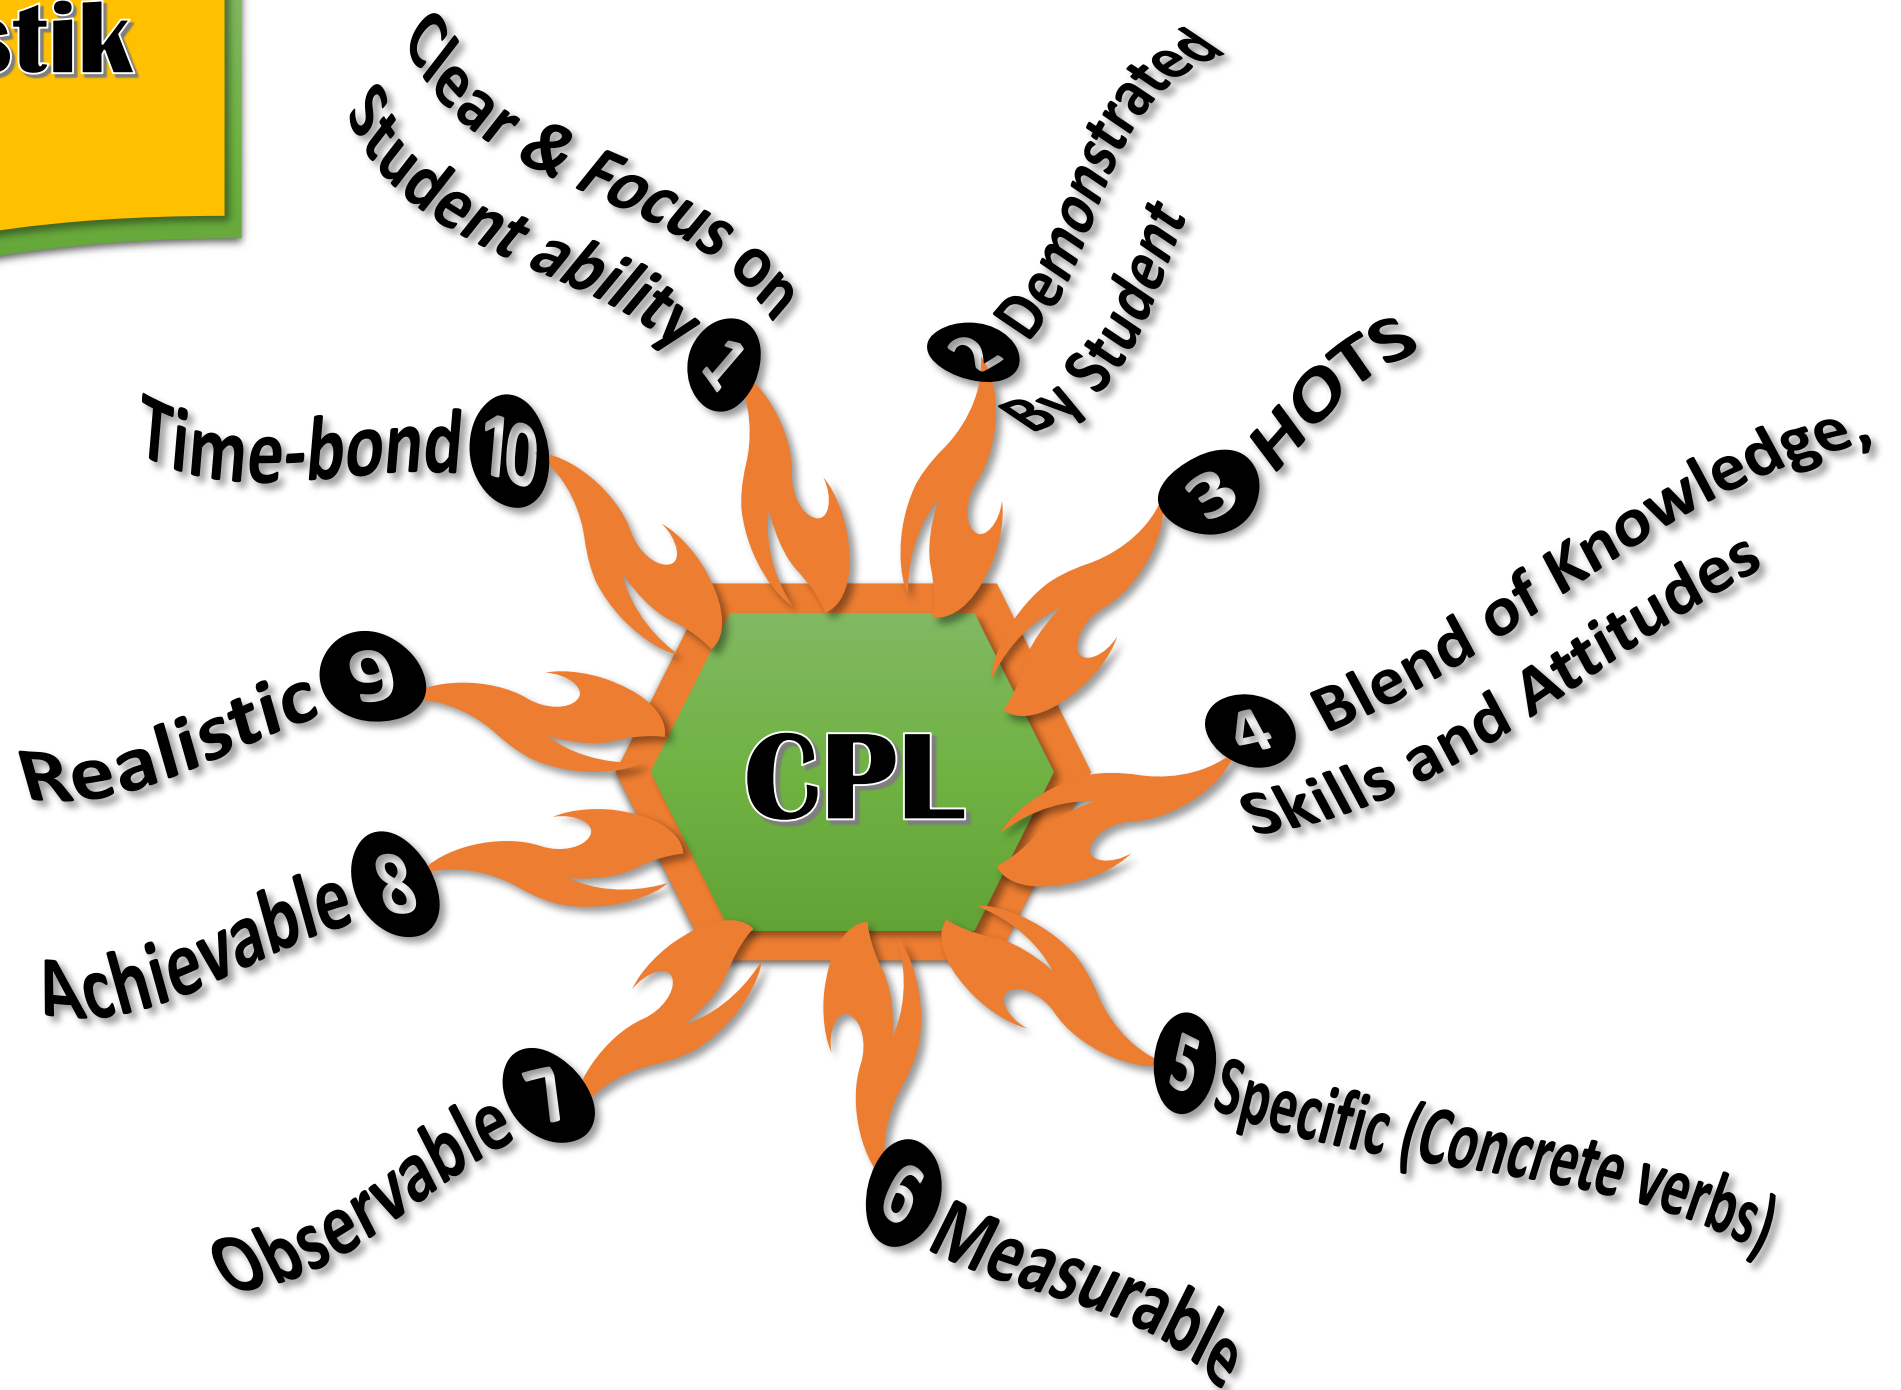 stik
Clear & Focus on
Student ability
1
2
Demonstrated
By Student
3
HOTS
4
Blend of Knowledge,
Skills and Attitudes
5
Specific (Concrete verbs)
6
Measurable
7
Observable
8
Achievable
9
Realistic
10
Time-bond
CPL